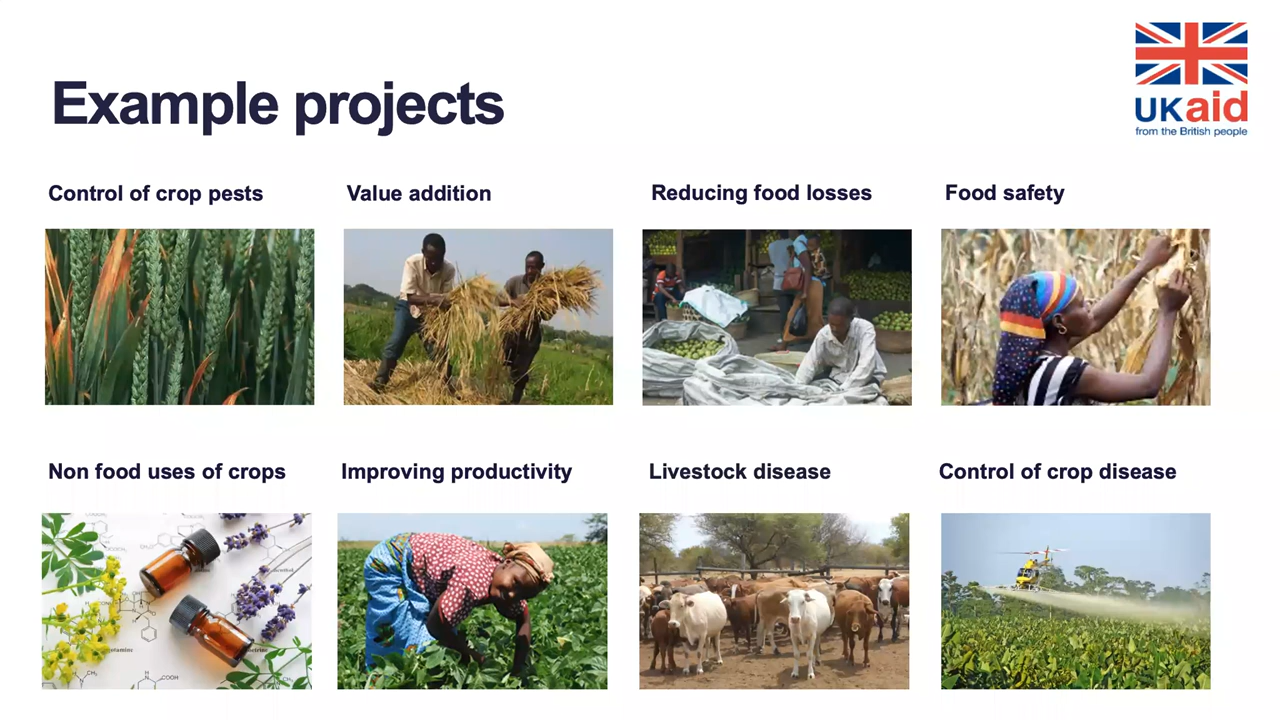 Example projects
UKaid
from the British people
Control of crop pests
Value addition
Reducing food losses
Food safety
Non food uses of crops
Improving productivity
Livestock disease
Control of crop disease
COOH